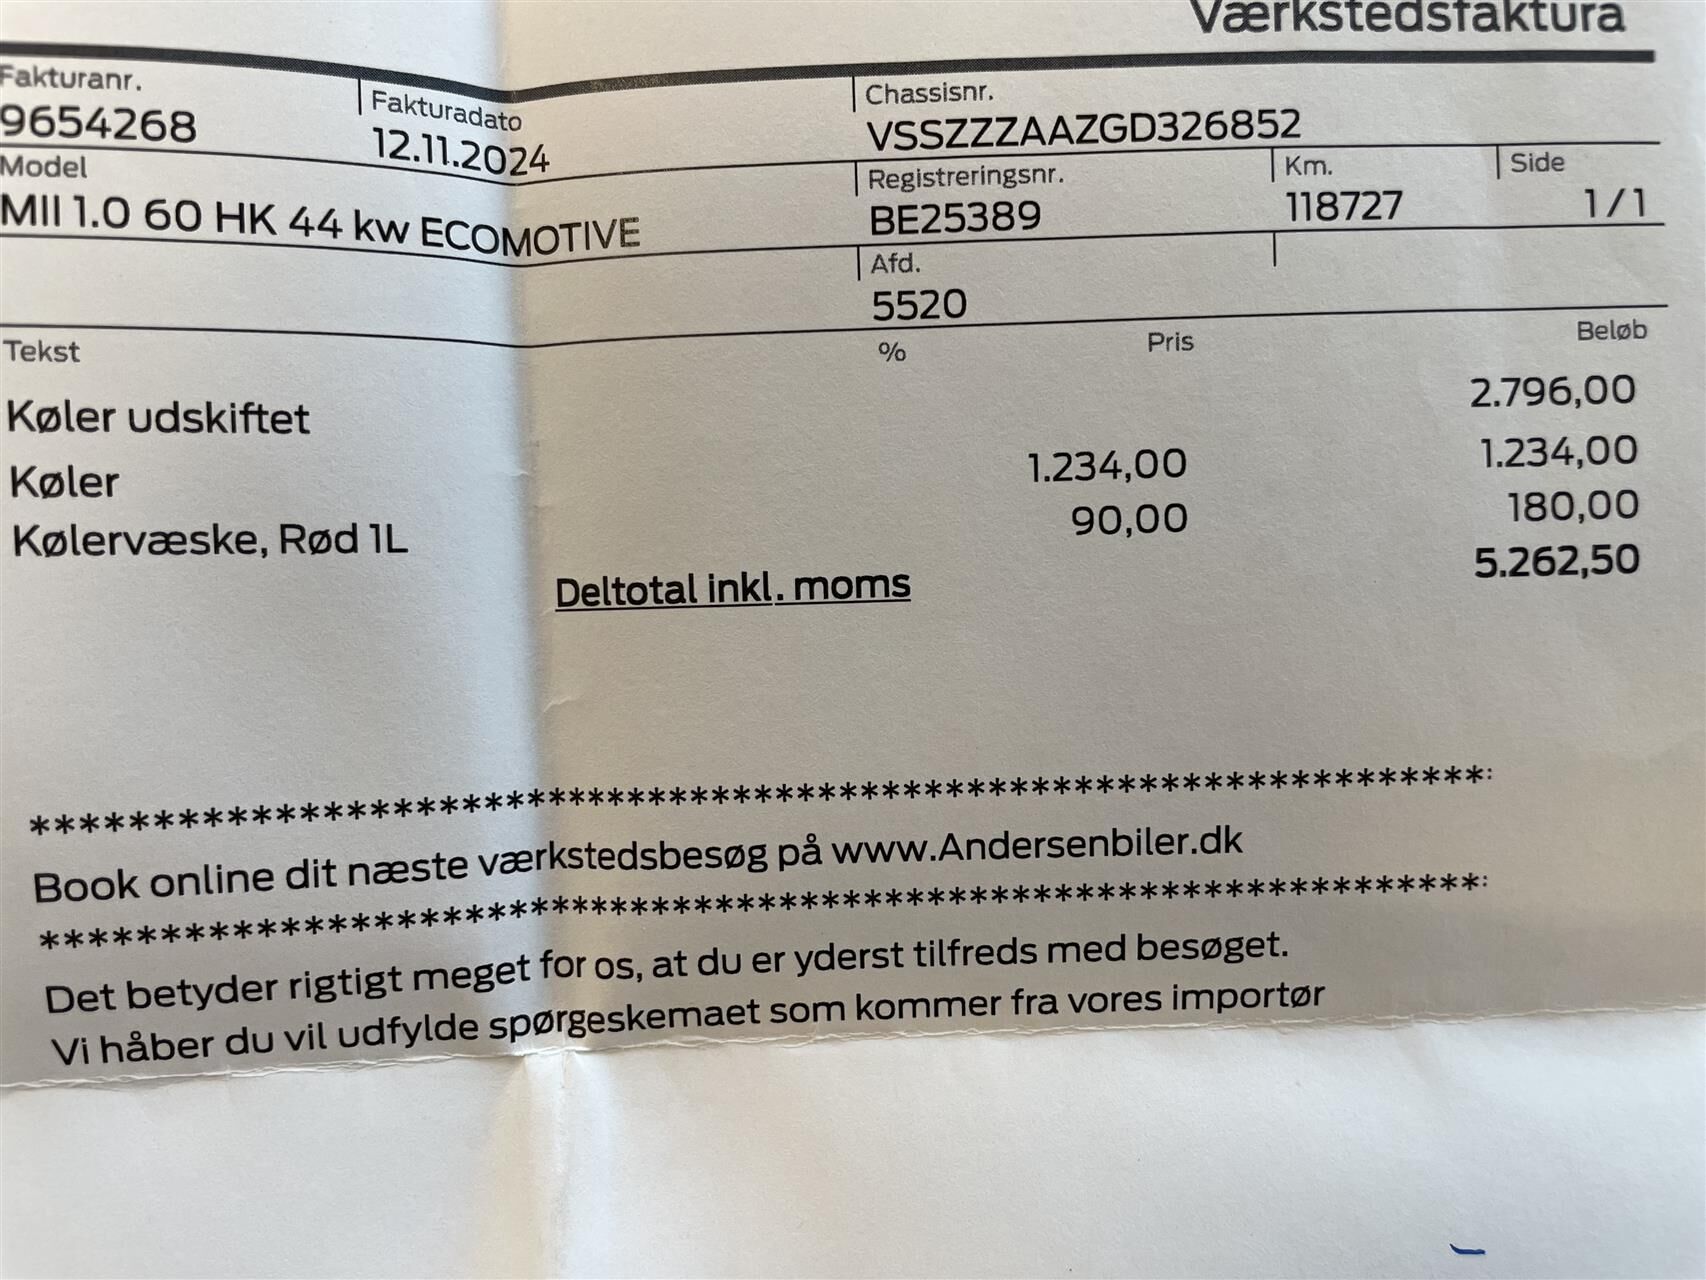 Værkstedsfaktura
Fakturanr. Fakturadato Chassisnr.
9654268 12.11.2024 VSSZZZAAZGD326852
Model Registreringsnr. Km. Side
MII 1.0 60 HK 44 kw ECOMOTIVE BE25389 118727 1 / 1
Afd.
5520
Tekst % Pris Beløb
Køler udskiftet 2.796,00
Køler 1.234,00 1.234,00
Kølervæske, Rød 1L 90,00 180,00
Deltotal inkl. moms 5.262,50
************************************************************:
Book online dit næste værkstedsbesøg på www.Andersenbiler.dk
************************************************************:
Det betyder rigtigt meget for os, at du er yderst tilfreds med besøget.
Vi håber du vil udfylde spørgeskemaet som kommer fra vores importør